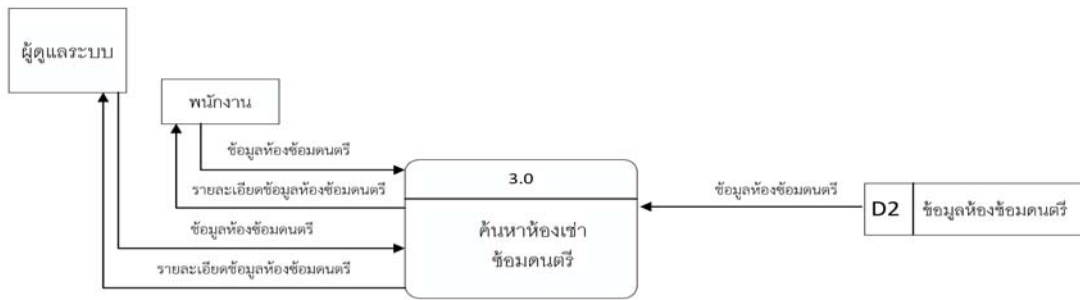 ผู้ดูแลระบบ
พนักงาน
ข้อมูลห้องซ้อมดนตรี
รายละเอียดข้อมูลห้องซ้อมดนตรี
ข้อมูลห้องซ้อมดนตรี
รายละเอียดข้อมูลห้องซ้อมดนตรี
3.0
ค้นหาห้องเช่า
ซ้อมดนตรี
ข้อมูลห้องซ้อมดนตรี
D2 ข้อมูลห้องซ้อมดนตรี